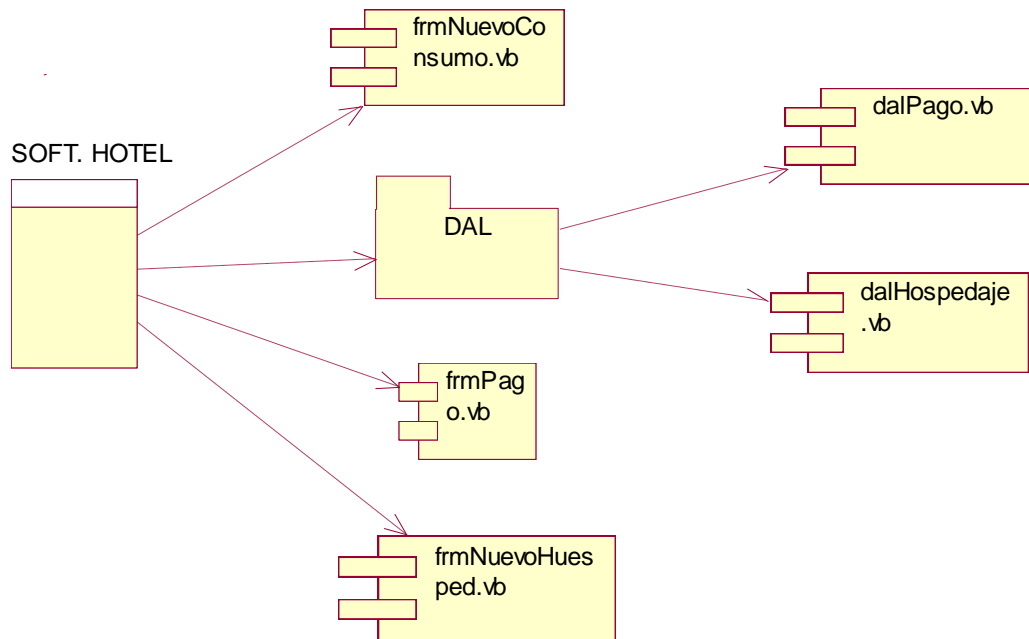 frmNuevoCo
nsumo.vb
dalPago.vb
SOFT. HOTEL
DAL
dalHospedaje
.vb
frmPag
o.vb
frmNuevoHues
ped.vb